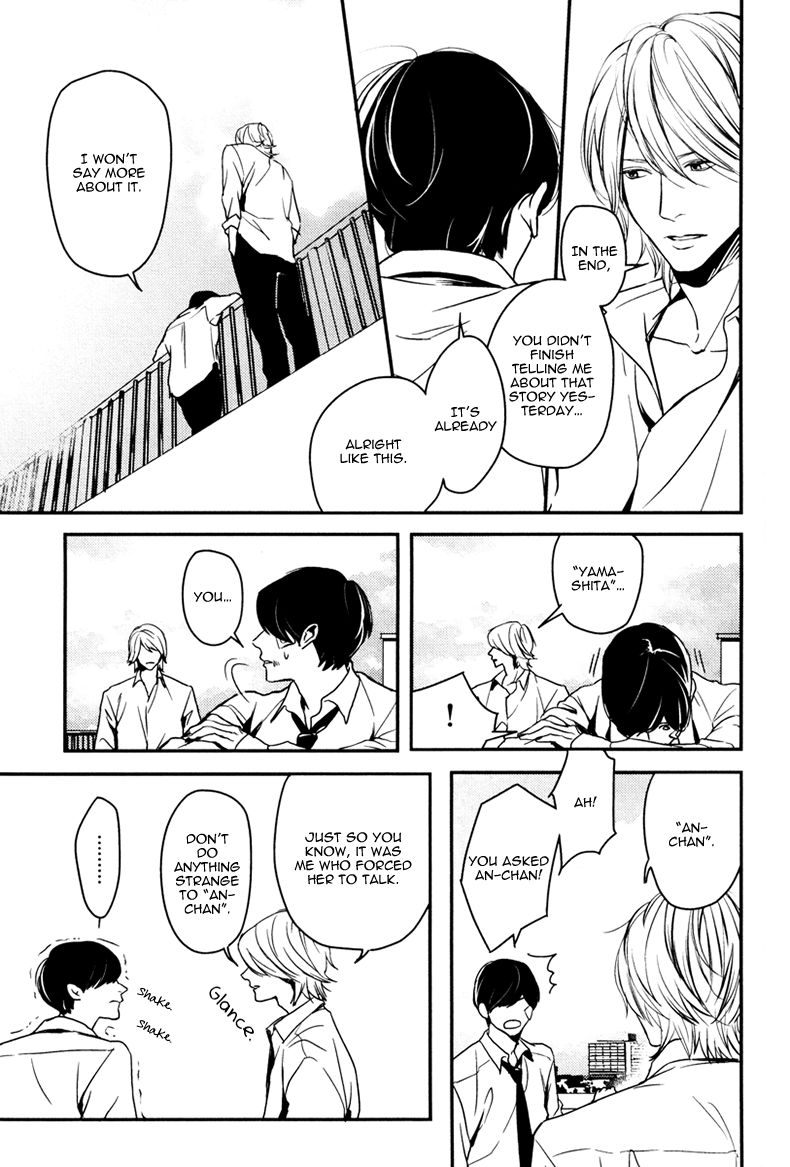 IN THE
END,
YOU DIDN'T
FINISH
TELLING ME
ABOUT THAT
STORY YES-
TERDAY...
IT'S
ALREADY
ALRIGHT
LIKE THIS.
I WON'T
SAY MORE
ABOUT IT.
"YAMA-
SHITA"...
!
YOU...
"AN-
CHAN".
AH!
YOU ASKED
AN-CHAN!
JUST SO YOU
KNOW, IT WAS
ME WHO FORCED
HER TO TALK.
DON'T
DO
ANYTHING
STRANGE
TO "AN-
CHAN".
Glance.
.........
shake.
shake.